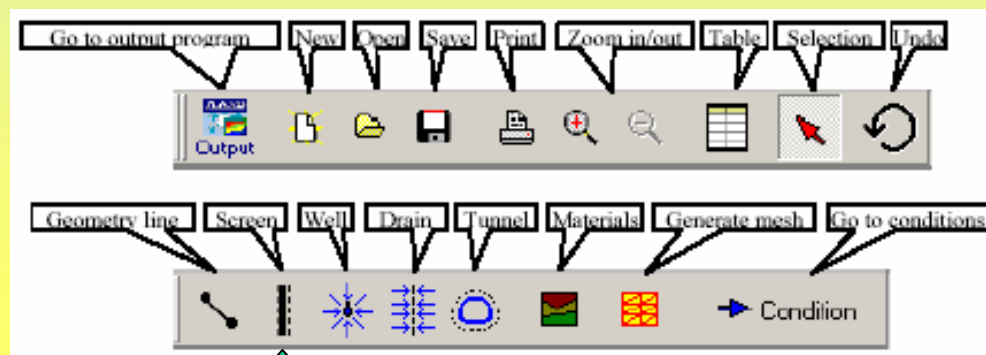 Go to output program New Open Save Print Zoom in/out Table Selection Undo
Output
Geometry line Screen Well Drain Tunnel Materials Generate mesh Go to conditions
Condition